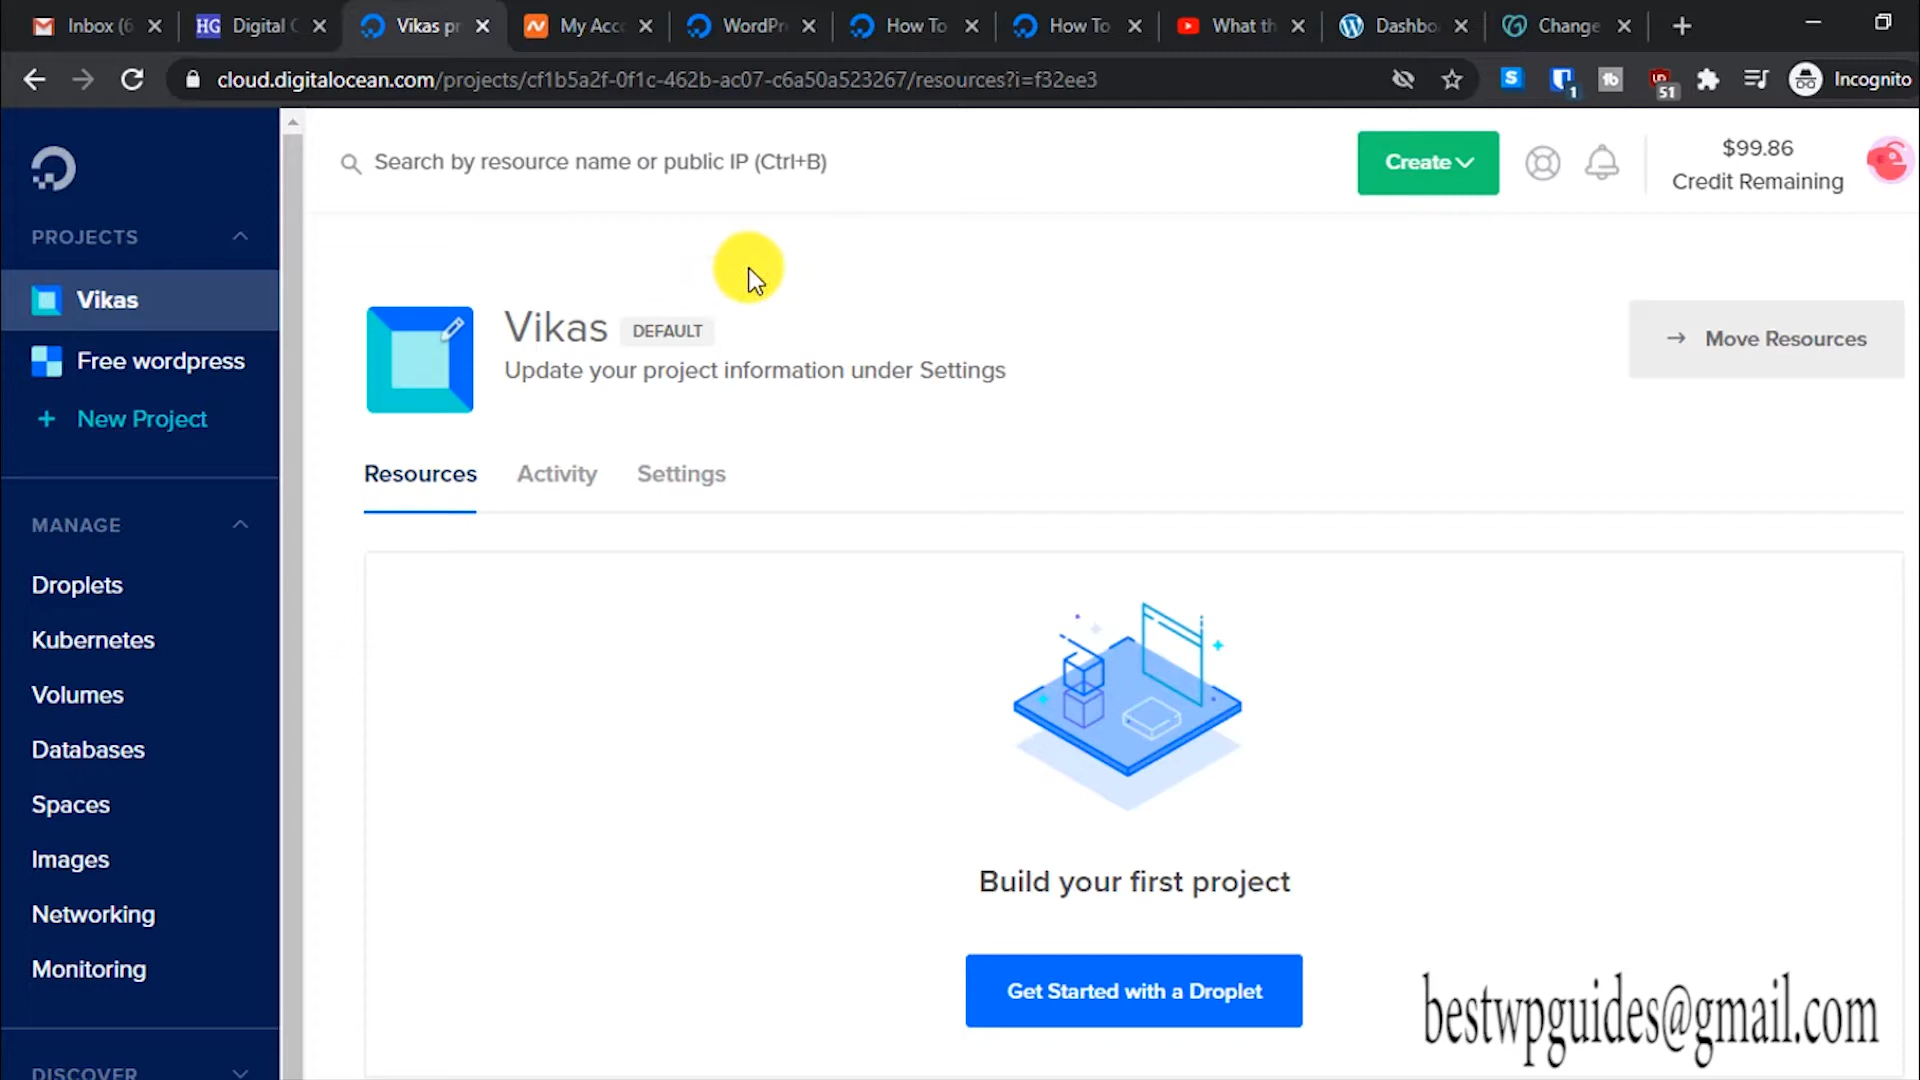 Inbox (6
HG Digital C
Vikas pr
My Acc
WordPr
How To
How To
What th
Dashbo
Change
cloud.digitalocean.com/projects/cf1b5a2f-0f1c-462b-ac07-c6a50a523267/resources?i=f32ee3
S
1
tb
51
Incognito
Search by resource name or public IP (Ctrl+B)
Create
$99.86
Credit Remaining
PROJECTS
Vikas
Free wordpress
+ New Project
MANAGE
Droplets
Kubernetes
Volumes
Databases
Spaces
Images
Networking
Monitoring
DISCOVER
Vikas DEFAULT
Update your project information under Settings
→ Move Resources
Resources Activity Settings
Build your first project
Get Started with a Droplet
bestwpguides@gmail.com